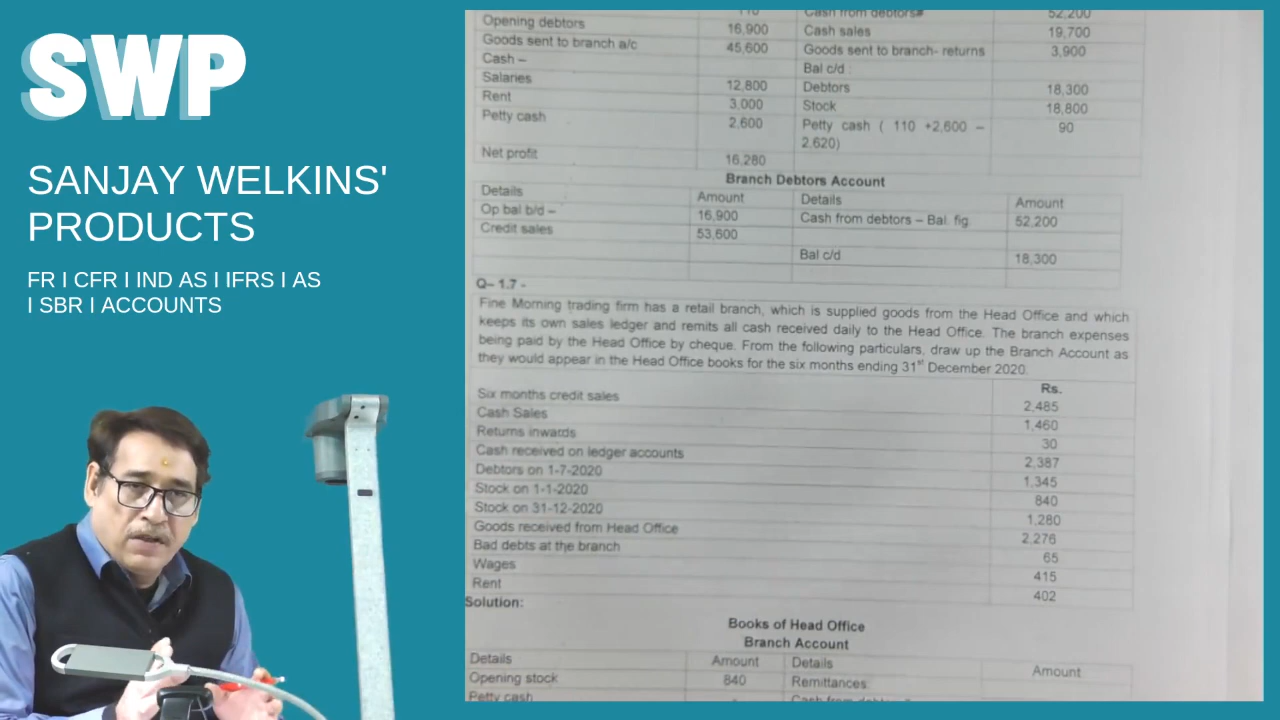 SWP
SANJAY WELKINS'
PRODUCTS
FR I CFR I IND AS I IFRS I AS
I SBR I ACCOUNTS
110 Cash from debtors# 52,200
Opening debtors 16,900 Cash sales 19,700
Goods sent to branch a/c 45,600 Goods sent to branch- returns 3,900
Cash – Bal c/d :
Salaries 12,800 Debtors 18,300
Rent 3,000 Stock 18,800
Petty cash 2,600 Petty cash ( 110 +2,600 – 90
2,620)
Net profit 16,280
Branch Debtors Account
Details Amount Details Amount
Op bal b/d – 16,900 Cash from debtors – Bal. fig. 52,200
Credit sales 53,600
Bal c/d 18,300
Q– 1.7 -
Fine Morning trading firm has a retail branch, which is supplied goods from the Head Office and which
keeps its own sales ledger and remits all cash received daily to the Head Office. The branch expenses
being paid by the Head Office by cheque. From the following particulars, draw up the Branch Account as
they would appear in the Head Office books for the six months ending 31st December 2020.
Rs.
Six months credit sales 2,485
Cash Sales 1,460
Returns inwards 30
Cash received on ledger accounts 2,387
Debtors on 1-7-2020 1,345
Stock on 1-1-2020 840
Stock on 31-12-2020 1,280
Goods received from Head Office 2,276
Bad debts at the branch 65
Wages 415
Rent 402
Solution:
Books of Head Office
Branch Account
Details Amount Details Amount
Opening stock 840 Remittances:
Petty cash - Cash from debtors